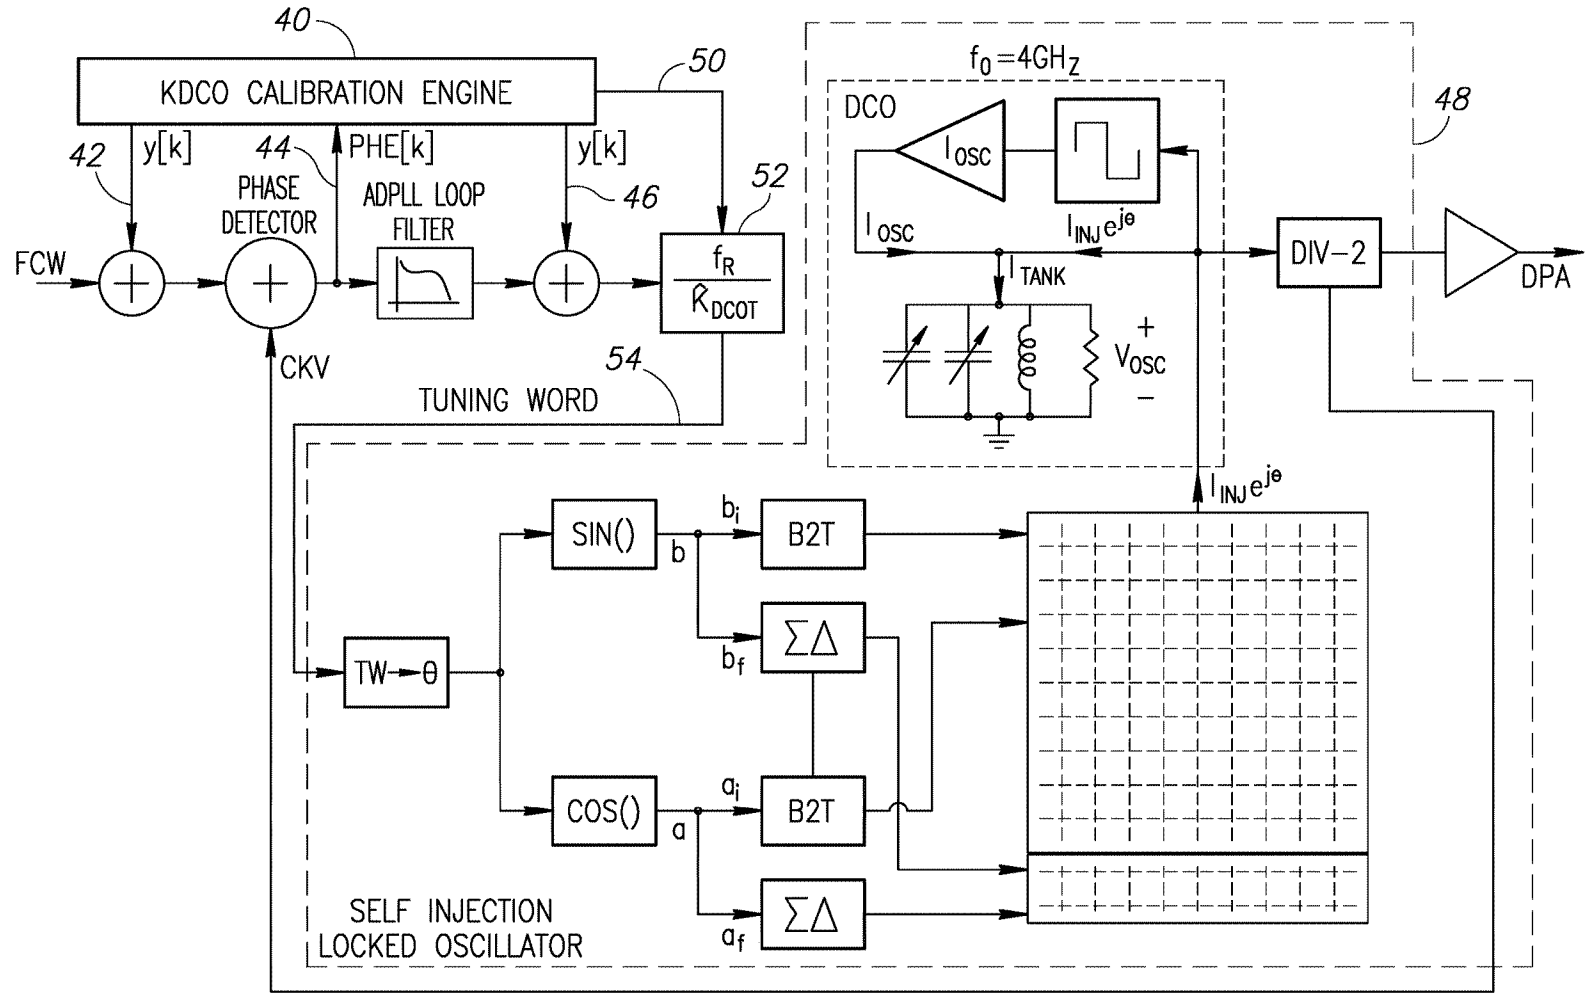 40
KDCO CALIBRATION ENGINE
50
f0=4GHz
DCO
IOSC
48
42
y[k]
44
PHE[k]
y[k]
46
52
PHASE
DETECTOR
ADPLL LOOP
FILTER
FCW
+
+
+
fR
K̂DCOT
IOSC
IINJejθ
ITANK
DIV-2
DPA
CKV
54
TUNING WORD
+
VOSC
−
IINJejθ
SIN()
b
bi
B2T
bf
ΣΔ
TW→θ
COS()
a
ai
B2T
af
ΣΔ
SELF INJECTION
LOCKED OSCILLATOR